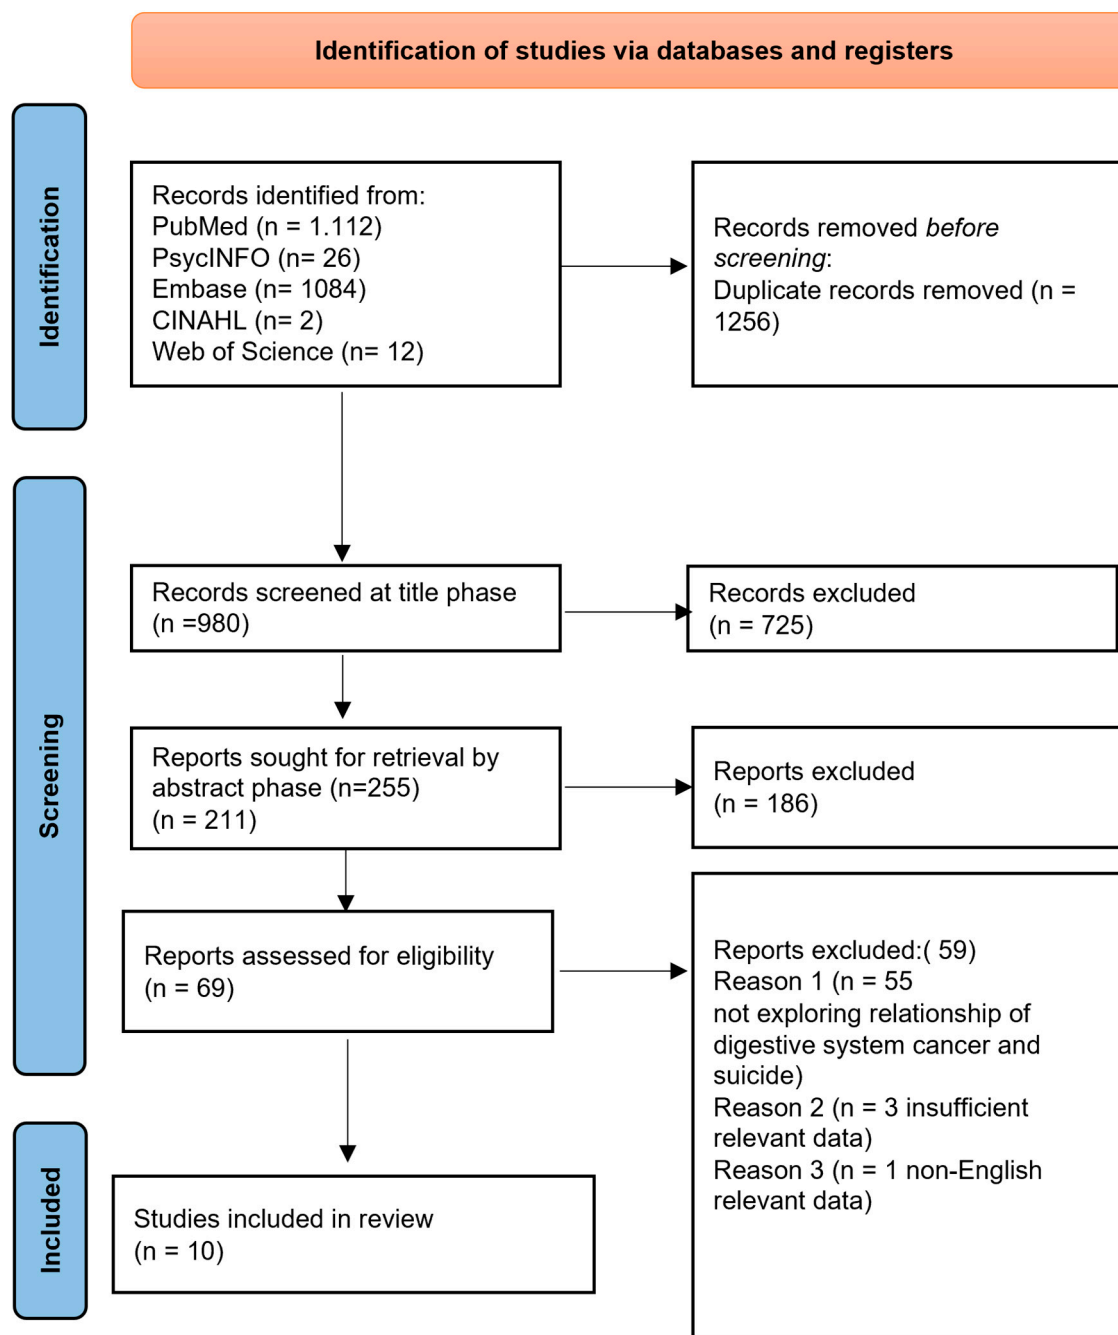 Identification of studies via databases and registers
Identification
Records identified from:
PubMed (n = 1.112)
PsycINFO (n= 26)
Embase (n= 1084)
CINAHL (n= 2)
Web of Science (n= 12)
Records removed before
screening:
Duplicate records removed (n =
1256)
Screening
Records screened at title phase
(n =980)
Records excluded
(n = 725)
Reports sought for retrieval by
abstract phase (n=255)
(n = 211)
Reports excluded
(n = 186)
Reports assessed for eligibility
(n = 69)
Reports excluded:( 59)
Reason 1 (n = 55
not exploring relationship of
digestive system cancer and
suicide)
Reason 2 (n = 3 insufficient
relevant data)
Reason 3 (n = 1 non-English
relevant data)
Included
Studies included in review
(n = 10)